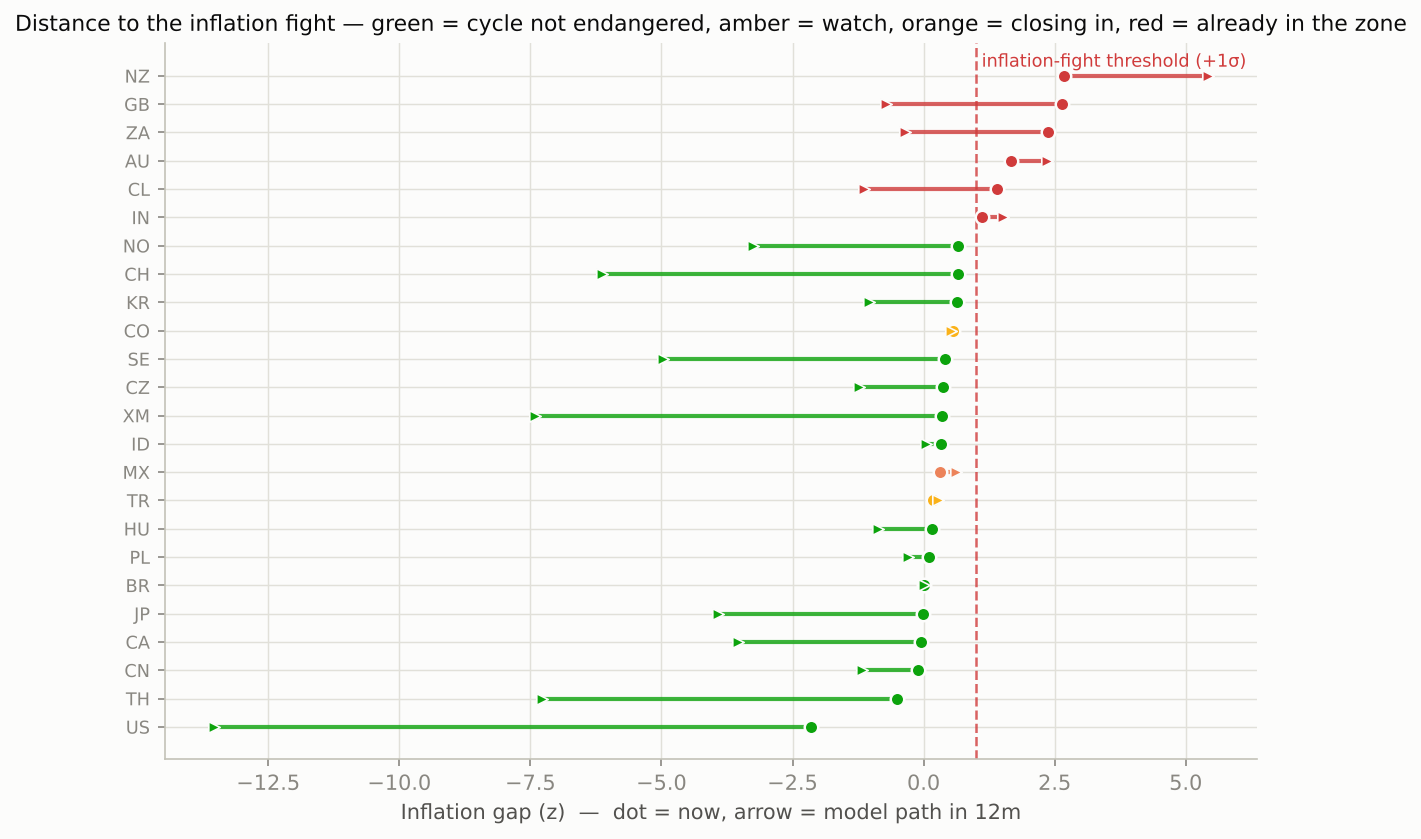 Distance to the inflation fight — green = cycle not endangered, amber = watch, orange = closing in, red = already in the zone
inflation-fight threshold (+1σ)
NZ
GB
ZA
AU
CL
IN
NO
CH
KR
CO
SE
CZ
XM
ID
MX
TR
HU
PL
BR
JP
CA
CN
TH
US
−12.5 −10.0 −7.5 −5.0 −2.5 0.0 2.5 5.0
Inflation gap (z) — dot = now, arrow = model path in 12m